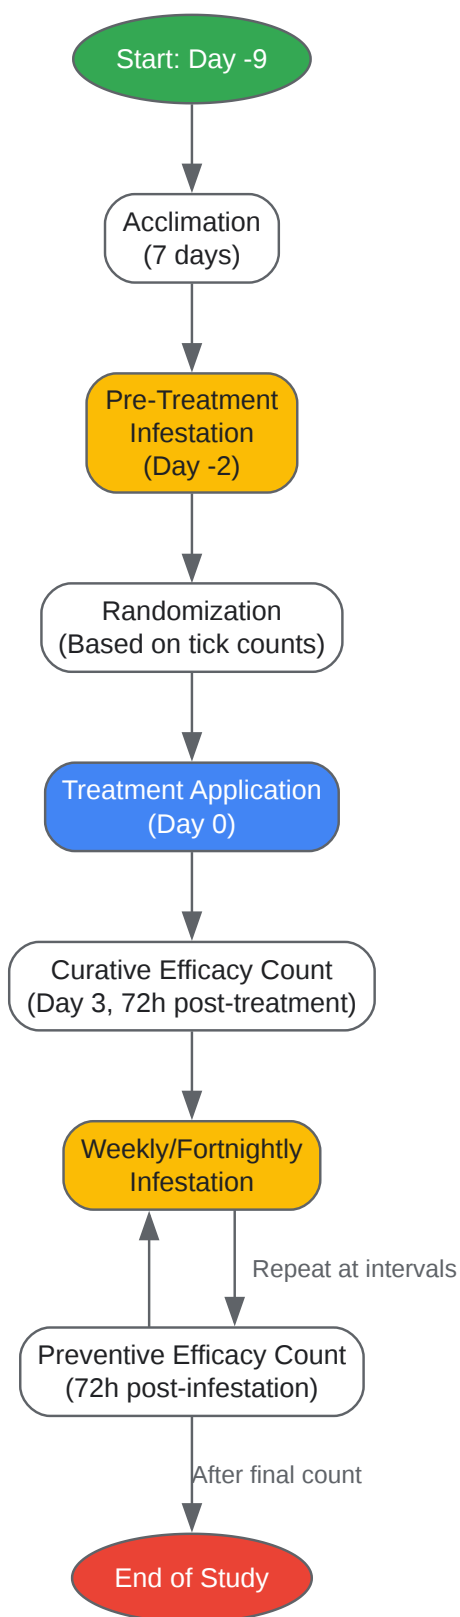 Start: Day -9
Acclimation
(7 days)
Pre-Treatment
Infestation
(Day -2)
Randomization
(Based on tick counts)
Treatment Application
(Day 0)
Curative Efficacy Count
(Day 3, 72h post-treatment)
Weekly/Fortnightly
Infestation
Repeat at intervals
Preventive Efficacy Count
(72h post-infestation)
After final count
End of Study